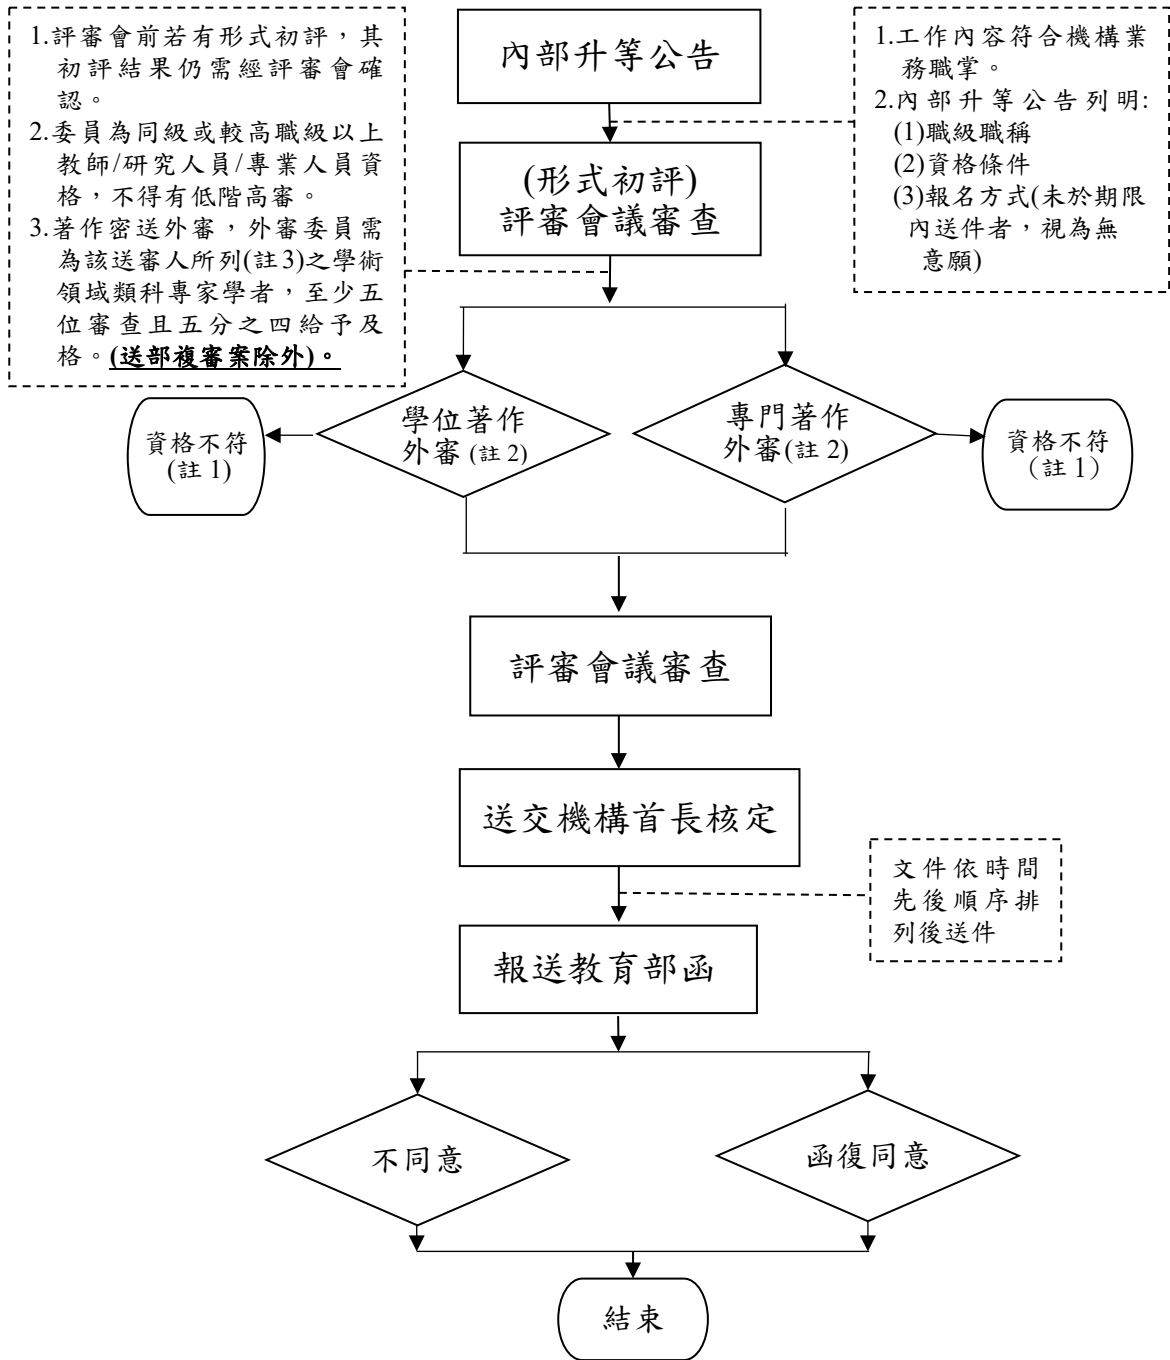 1.評審會前若有形式初評，其
初評結果仍需經評審會確
認。
2.委員為同級或較高職級以上
教師/研究人員/專業人員資
格，不得有低階高審。
3.著作密送外審，外審委員需
為該送審人所列(註3)之學術
領域類科專家學者，至少五
位審查且五分之四給予及
格。(送部複審案除外)。
內部升等公告
1.工作內容符合機構業
務職掌。
2.內部升等公告列明:
(1)職級職稱
(2)資格條件
(3)報名方式(未於期限
內送件者，視為無
意願)
(形式初評)
評審會議審查
資格不符
(註 1)
學位著作
外審(註 2)
專門著作
外審(註 2)
資格不符
（註 1）
評審會議審查
送交機構首長核定
文件依時間
先後順序排
列後送件
報送教育部函
不同意
函復同意
結束